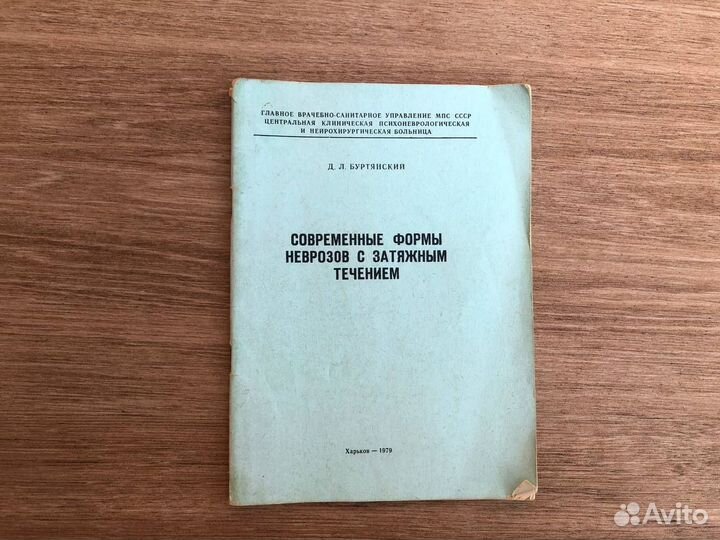 ГЛАВНОЕ ВРАЧЕБНО-САНИТАРНОЕ УПРАВЛЕНИЕ МПС СССР
ЦЕНТРАЛЬНАЯ КЛИНИЧЕСКАЯ ПСИХОНЕВРОЛОГИЧЕСКАЯ
И НЕЙРОХИРУРГИЧЕСКАЯ БОЛЬНИЦА
Д. Л. БУРТЯНСКИЙ
СОВРЕМЕННЫЕ ФОРМЫ
НЕВРОЗОВ С ЗАТЯЖНЫМ
ТЕЧЕНИЕМ
Харьков — 1979
Avito